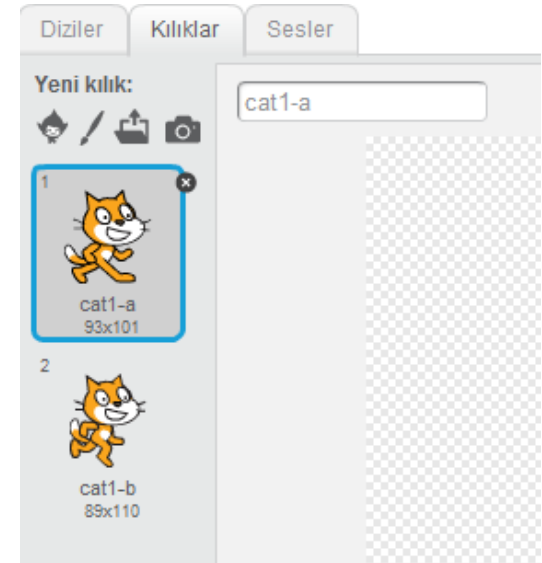 Diziler Kılıklar Sesler
Yeni kılık:
cat1-a
1
cat1-a
93x101
2
cat1-b
89x110